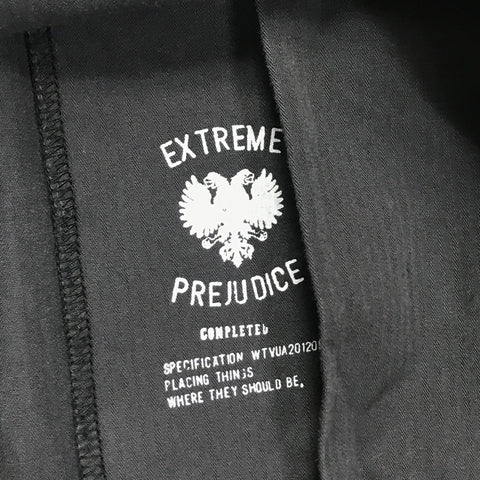 EXTREME
PREJUDICE
COMPLETED
SPECIFICATION WTVUA20120
PLACING THINGS
WHERE THEY SHOULD BE.